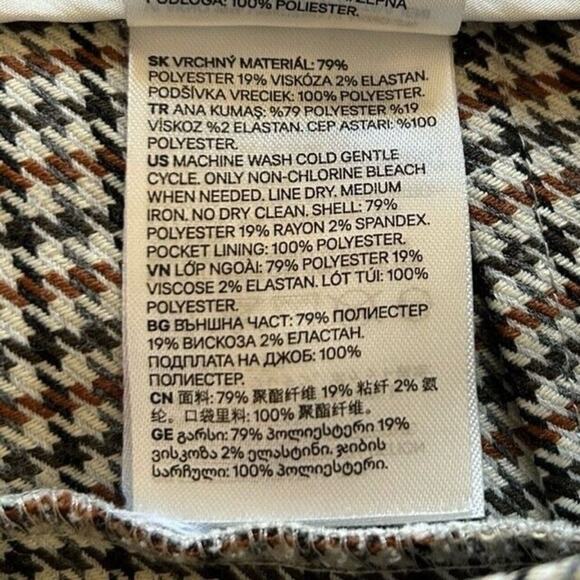 PODLOGA: 100% POLIESTER.
SK VRCHNÝ MATERIÁL: 79%
POLYESTER 19% VISKÓZA 2% ELASTAN.
PODŠÍVKA VRECIEK: 100% POLYESTER.
TR ANA KUMAŞ: %79 POLYESTER %19
VİSKOZ %2 ELASTAN. CEP ASTARI: %100
POLYESTER.
US MACHINE WASH COLD GENTLE
CYCLE. ONLY NON-CHLORINE BLEACH
WHEN NEEDED. LINE DRY. MEDIUM
IRON. NO DRY CLEAN. SHELL: 79%
POLYESTER 19% RAYON 2% SPANDEX.
POCKET LINING: 100% POLYESTER.
VN LỚP NGOÀI: 79% POLYESTER 19%
VISCOSE 2% ELASTAN. LÓT TÚI: 100%
POLYESTER.
BG ВЪНШНА ЧАСТ: 79% ПОЛИЕСТЕР
19% ВИСКОЗА 2% ЕЛАСТАН.
ПОДПЛАТА НА ДЖОБ: 100%
ПОЛИЕСТЕР.
CN 面料: 79% 聚酯纤维 19% 粘纤 2% 氨
纶。口袋里料: 100% 聚酯纤维。
GE გარსი: 79% პოლიესტერი 19%
ვისკოზა 2% ელასტინი. ჯიბის
სარჩული: 100% პოლიესტერი.